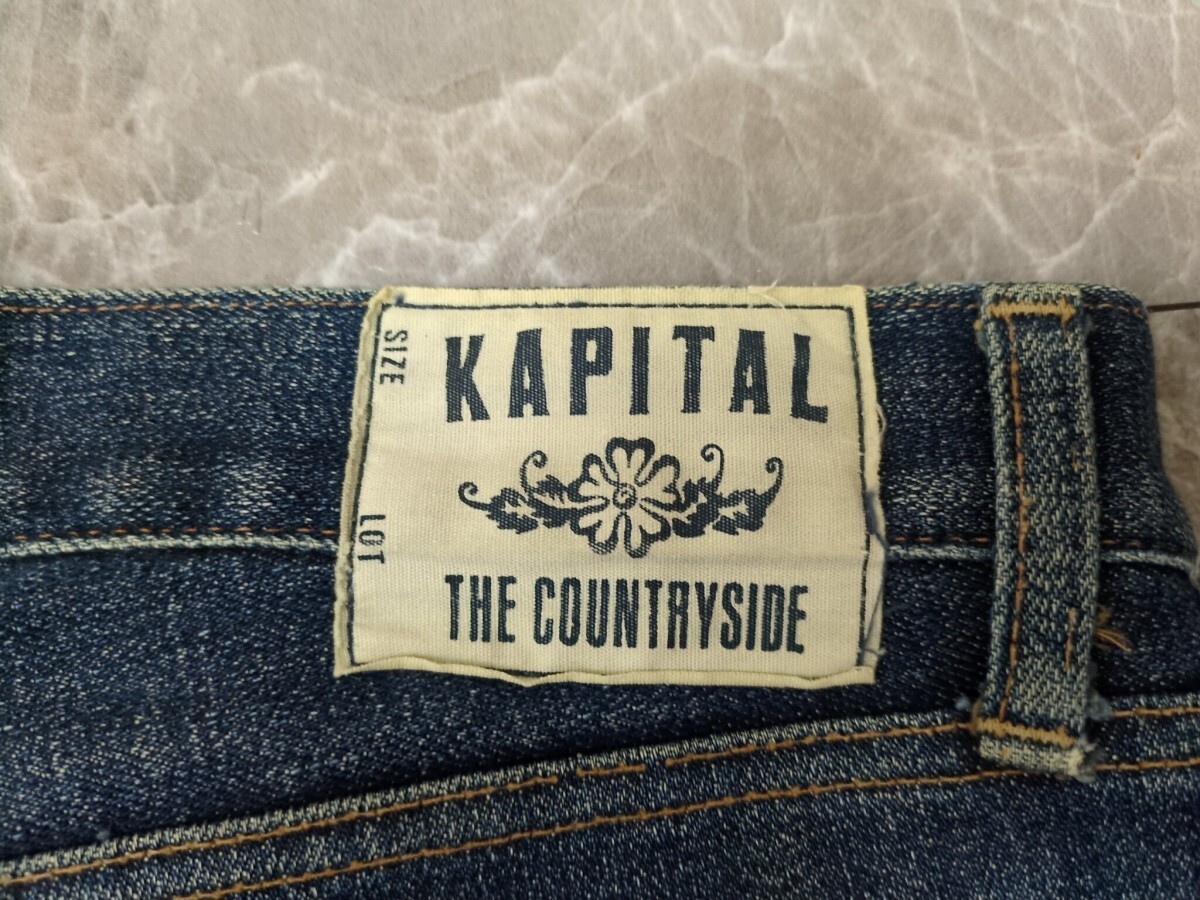 KAPITAL
THE COUNTRYSIDE
SIZE
LOT